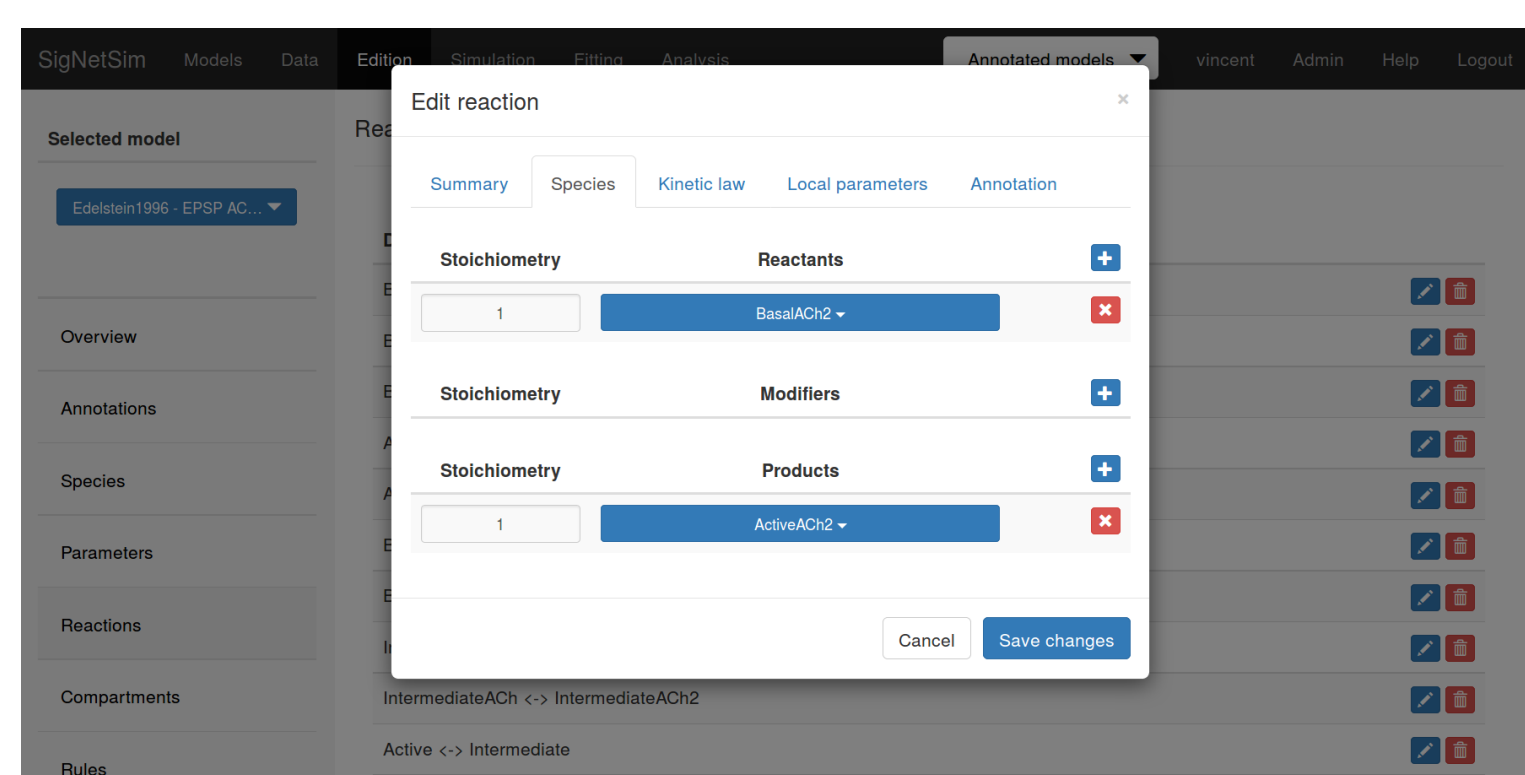 SigNetSim Models Data Edition Simulation Fitting Analysis Annotated models vincent Admin Help Logout
Edit reaction ×
Selected model
Summary Species Kinetic law Local parameters Annotation
Edelstein1996 - EPSP AC...
Stoichiometry Reactants
1 BasalACh2
Overview
Stoichiometry Modifiers
Annotations
Stoichiometry Products
Species
1 ActiveACh2
Parameters
Reactions
Cancel Save changes
Compartments
IntermediateACh <-> IntermediateACh2
Active <-> Intermediate
Rules